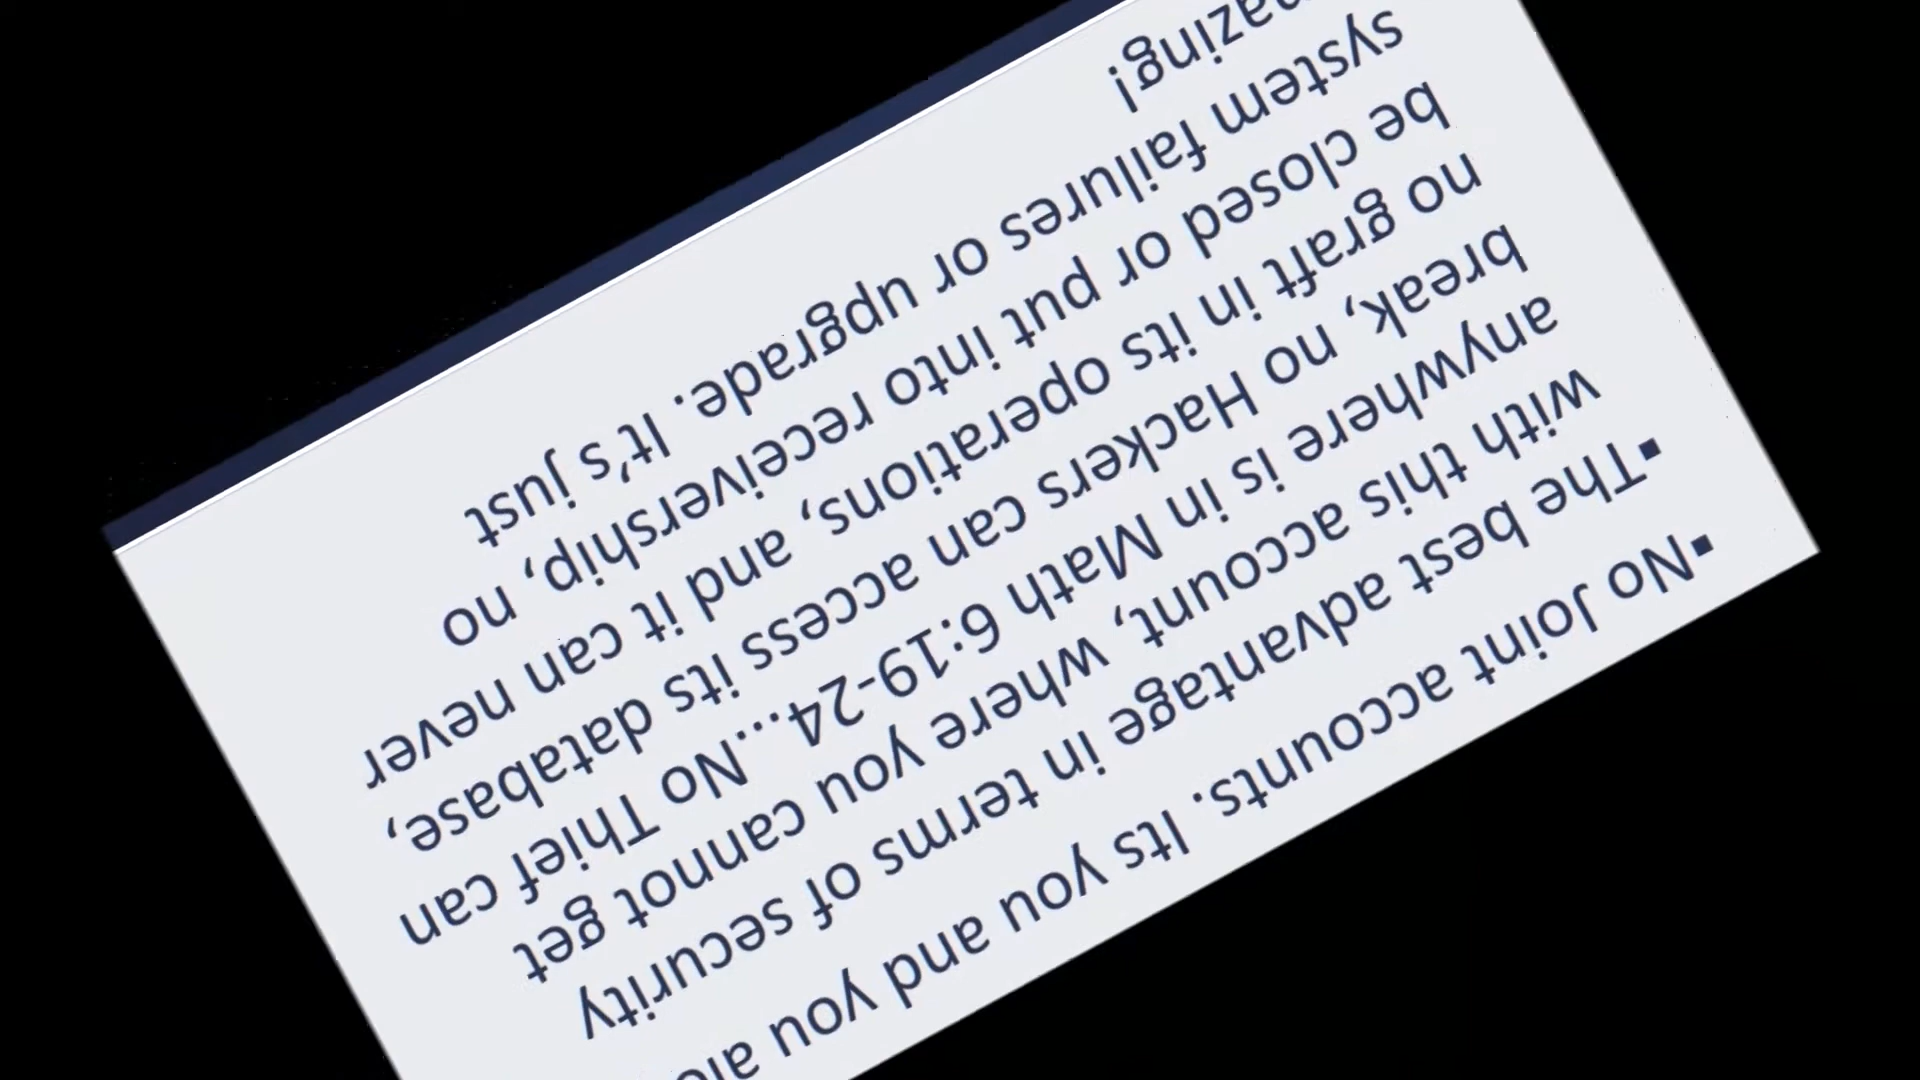 ▪No Joint accounts. Its you and you
▪The best advantage in terms of security
with this account, where you cannot get
anywhere is in Math 6:19-24...No Thief can
break, no Hackers can access its database,
no graft in its operations, and it can never
be closed or put into receivership, no
system failures or upgrade. It's just